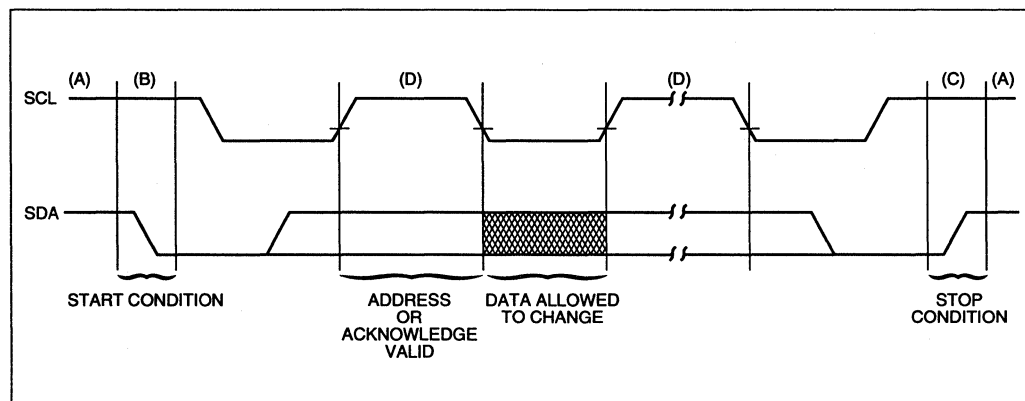 (A) (B) (D) (D) (C) (A)
SCL
SDA
START CONDITION
ADDRESS
OR
ACKNOWLEDGE
VALID
DATA ALLOWED
TO CHANGE
STOP
CONDITION